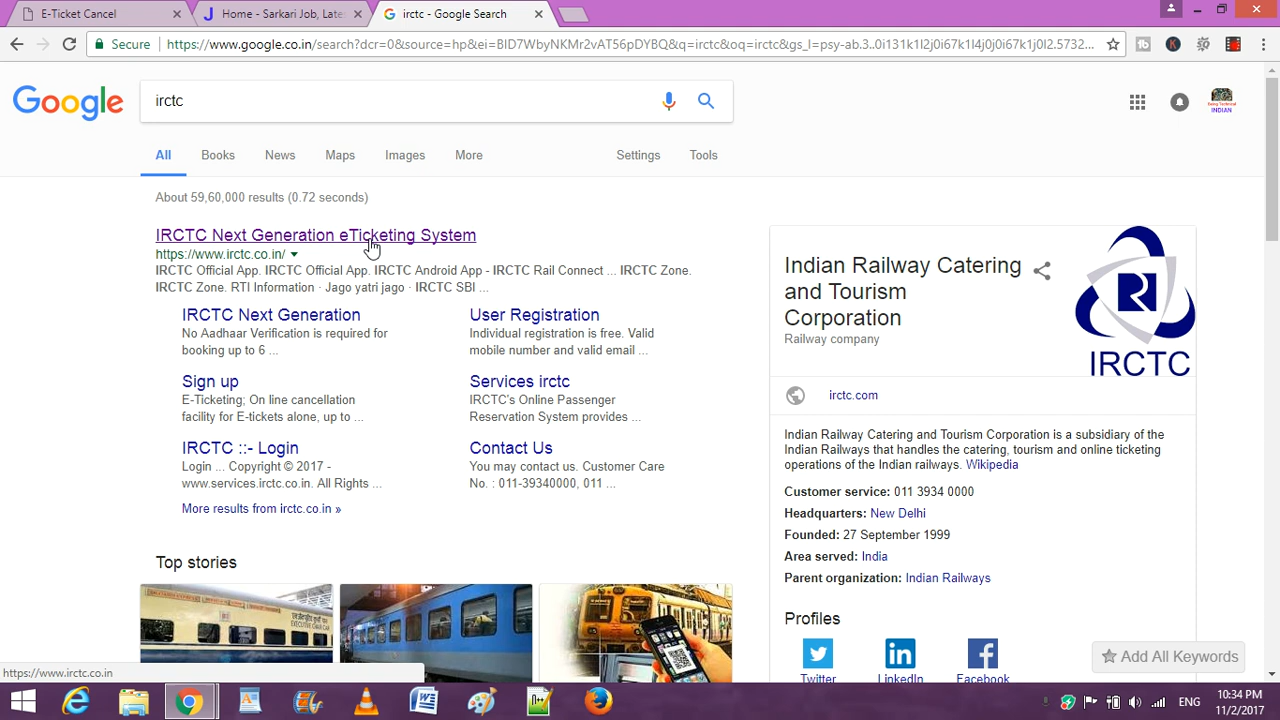 E-Ticket Cancel
Home - Sarkari Job, Late
irctc - Google Search
Secure
https://www.google.co.in/search?dcr=0&source=hp&ei=BID7WbyNKMr2vAT56pDYBQ&q=irctc&oq=irctc&gs_l=psy-ab.3..0i131k1l2j0i67k1l4j0j0i67k1j0l2.5732...
Google
irctc
INDIAN
All
Books
News
Maps
Images
More
Settings
Tools
About 59,60,000 results (0.72 seconds)
IRCTC Next Generation eTicketing System
https://www.irctc.co.in/
IRCTC Official App. IRCTC Official App. IRCTC Android App - IRCTC Rail Connect ... IRCTC Zone.
IRCTC Zone. RTI Information · Jago yatri jago · IRCTC SBI ...
IRCTC Next Generation
No Aadhaar Verification is required for
booking up to 6 ...
User Registration
Individual registration is free. Valid
mobile number and valid email ...
Sign up
E-Ticketing; On line cancellation
facility for E-tickets alone, up to ...
Services irctc
IRCTC's Online Passenger
Reservation System provides ...
IRCTC ::- Login
Login ... Copyright © 2017 -
www.services.irctc.co.in. All Rights ...
Contact Us
You may contact us. Customer Care
No. : 011-39340000, 011 ...
More results from irctc.co.in »
Top stories
Indian Railway Catering
and Tourism
Corporation
Railway company
IRCTC
irctc.com
Indian Railway Catering and Tourism Corporation is a subsidiary of the
Indian Railways that handles the catering, tourism and online ticketing
operations of the Indian railways. Wikipedia
Customer service: 011 3934 0000
Headquarters: New Delhi
Founded: 27 September 1999
Area served: India
Parent organization: Indian Railways
Profiles
Twitter
LinkedIn
Facebook
Add All Keywords
https://www.irctc.co.in
ENG
10:34 PM
11/2/2017